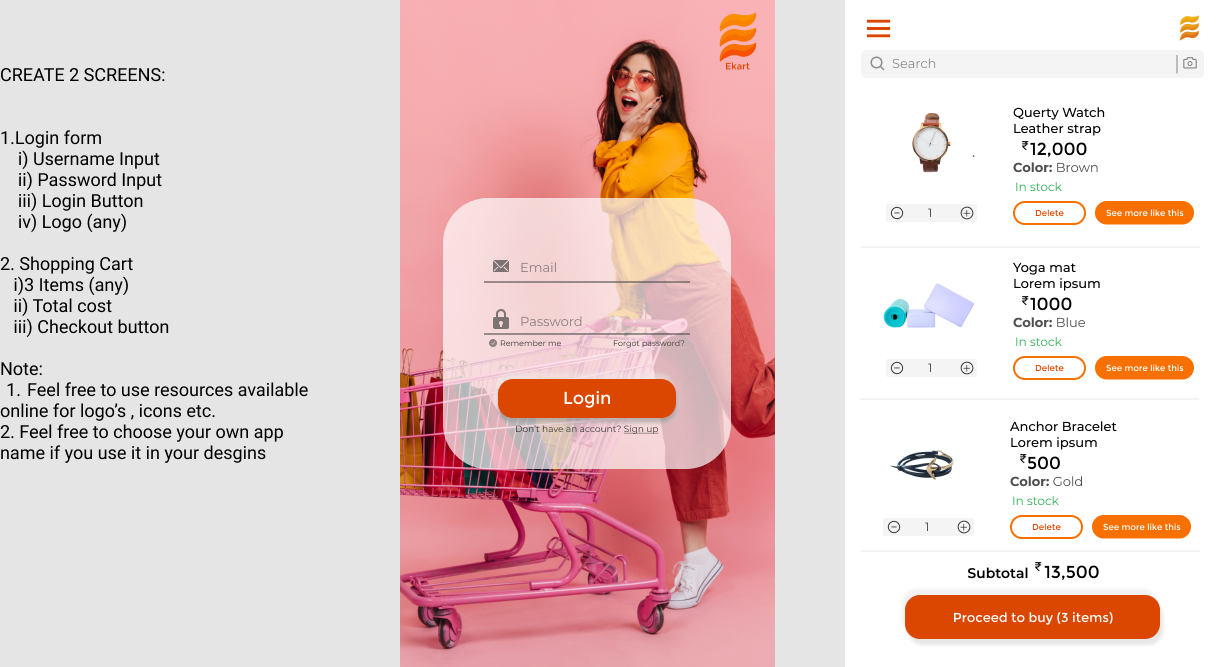 CREATE 2 SCREENS:
1.Login form
i) Username Input
ii) Password Input
iii) Login Button
iv) Logo (any)
2. Shopping Cart
i)3 Items (any)
ii) Total cost
iii) Checkout button
Note:
1. Feel free to use resources available
online for logo's , icons etc.
2. Feel free to choose your own app
name if you use it in your desgins
Ekart
Email
Password
Remember me Forgot password?
Login
Don't have an account? Sign up
Search
Querty Watch
Leather strap
₹12,000
Color: Brown
In stock
1 Delete See more like this
Yoga mat
Lorem ipsum
₹1000
Color: Blue
In stock
1 Delete See more like this
Anchor Bracelet
Lorem ipsum
₹500
Color: Gold
In stock
1 Delete See more like this
Subtotal ₹13,500
Proceed to buy (3 items)